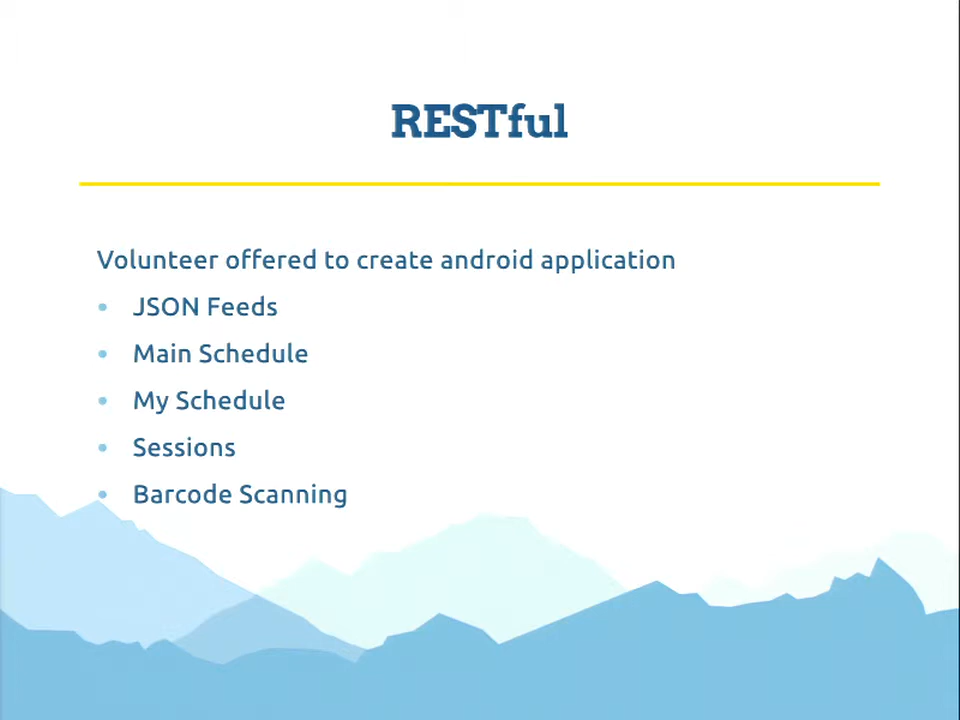 RESTful
Volunteer offered to create android application
• JSON Feeds
• Main Schedule
• My Schedule
• Sessions
• Barcode Scanning